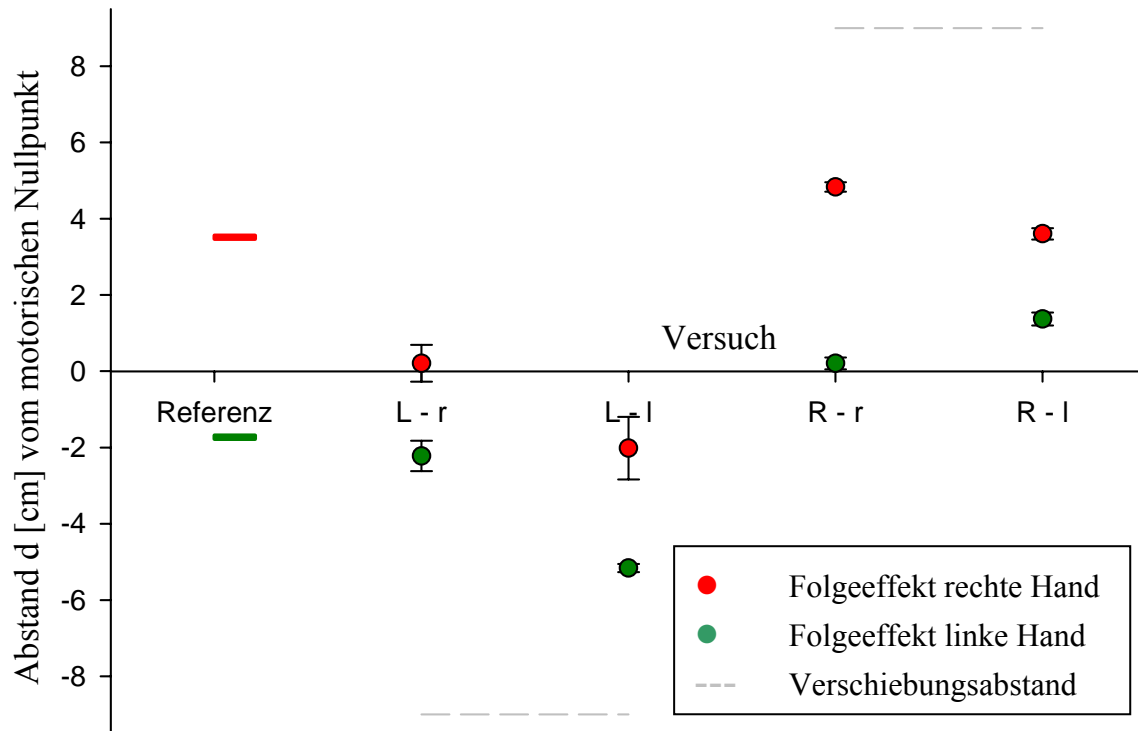 Abstand d [cm] vom motorischen Nullpunkt
8
6
4
2
0
-2
-4
-6
-8
Versuch
Referenz
L - r
L - l
R - r
R - l
Folgeeffekt rechte Hand
Folgeeffekt linke Hand
Verschiebungsabstand